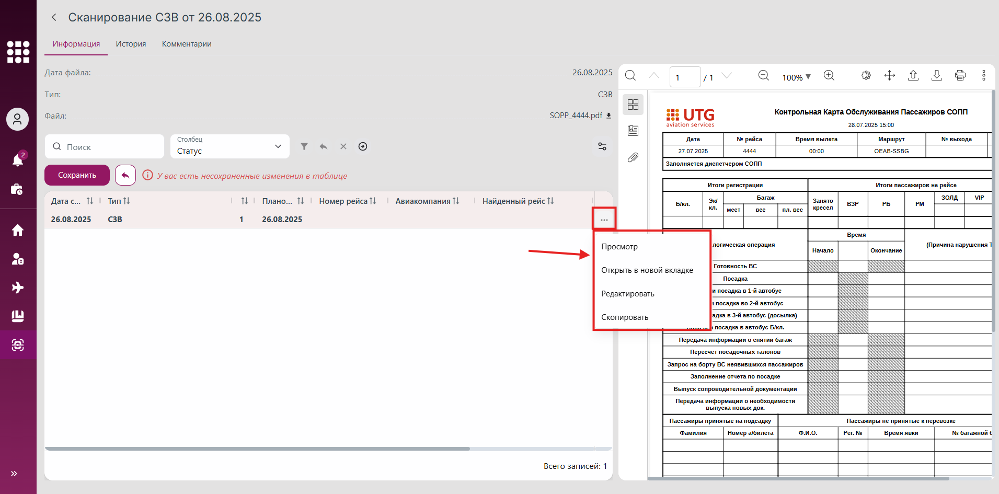 Сканирование СЗВ от 26.08.2025
Информация История Комментарии
2
Дата файла: 26.08.2025
Тип: СЗВ
Файл: SOPP_4444.pdf
Поиск
Столбец
Статус
Сохранить
У вас есть несохраненные изменения в таблице
Дата с... Тип Плано... Номер рейса Авиакомпания Найденный рейс
26.08.2025 СЗВ 1 26.08.2025
...
Просмотр
Открыть в новой вкладке
Редактировать
Скопировать
Всего записей: 1
1 / 1 100%
UTG
aviation services
Контрольная Карта Обслуживания Пассажиров СОПП
28.07.2025 15:00
Дата № рейса Время вылета Маршрут № выхода
27.07.2025 4444 00:00 OEAB-SSBG
Заполняется диспетчером СОПП
Итоги регистрации Итоги пассажиров на рейсе
Б/кл. Эк/кл. Багаж Занято кресел ВЗР РБ РМ ЗОЛД VIP
мест вес пл. вес
логическая операция Время (Причина нарушения Т
Начало Окончание
Готовность ВС
Посадка
и посадка в 1-й автобус
и посадка во 2-й автобус
адка в 3-й автобус (досылка)
посадка в автобус Б/кл.
Передача информации о снятии багаж
Пересчет посадочных талонов
Запрос на борту ВС неявившихся пассажиров
Заполнение отчета по посадке
Выпуск сопроводительной документации
Передача информации о необходимости
выпуска новых док.
Пассажиры принятые на подсадку Пассажиры не принятые к перевозке
Фамилия Номер а/билета Ф.И.О. Рег. № Время явки № багажной б